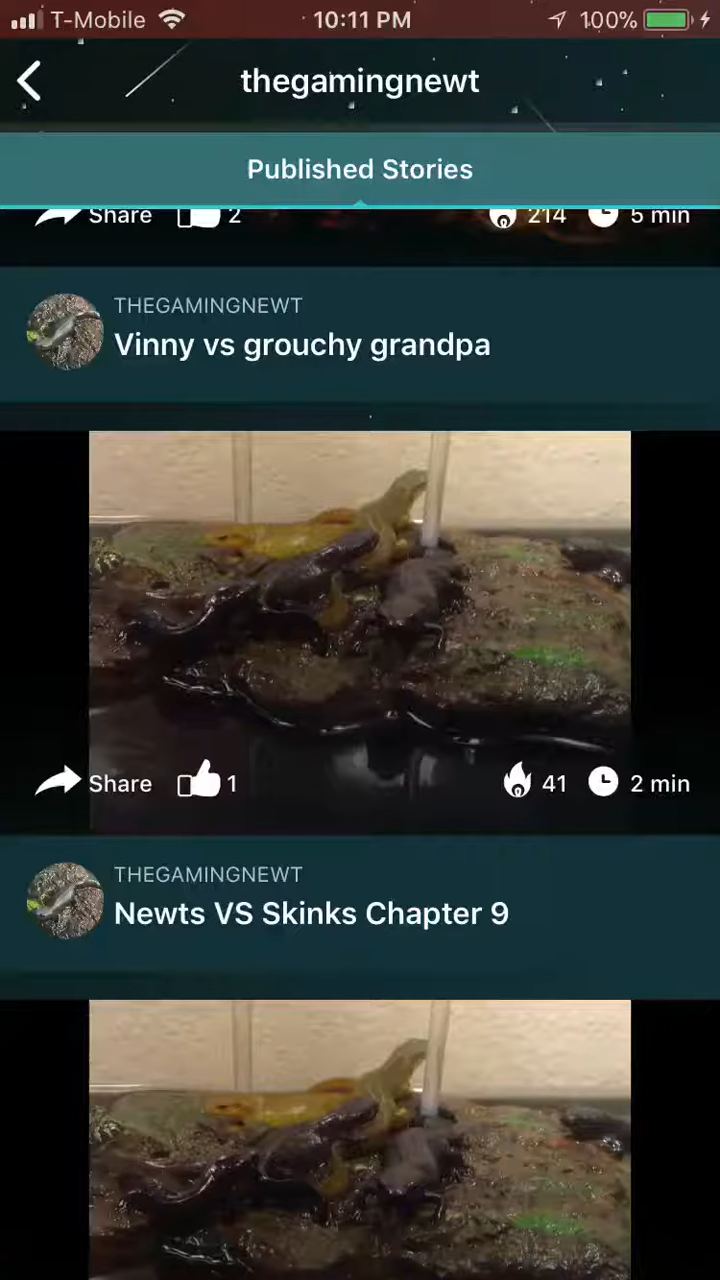 T-Mobile 10:11 PM 100%
thegamingnewt
Published Stories
Share 2 214 5 min
THEGAMINGNEWT
Vinny vs grouchy grandpa
Share 1 41 2 min
THEGAMINGNEWT
Newts VS Skinks Chapter 9